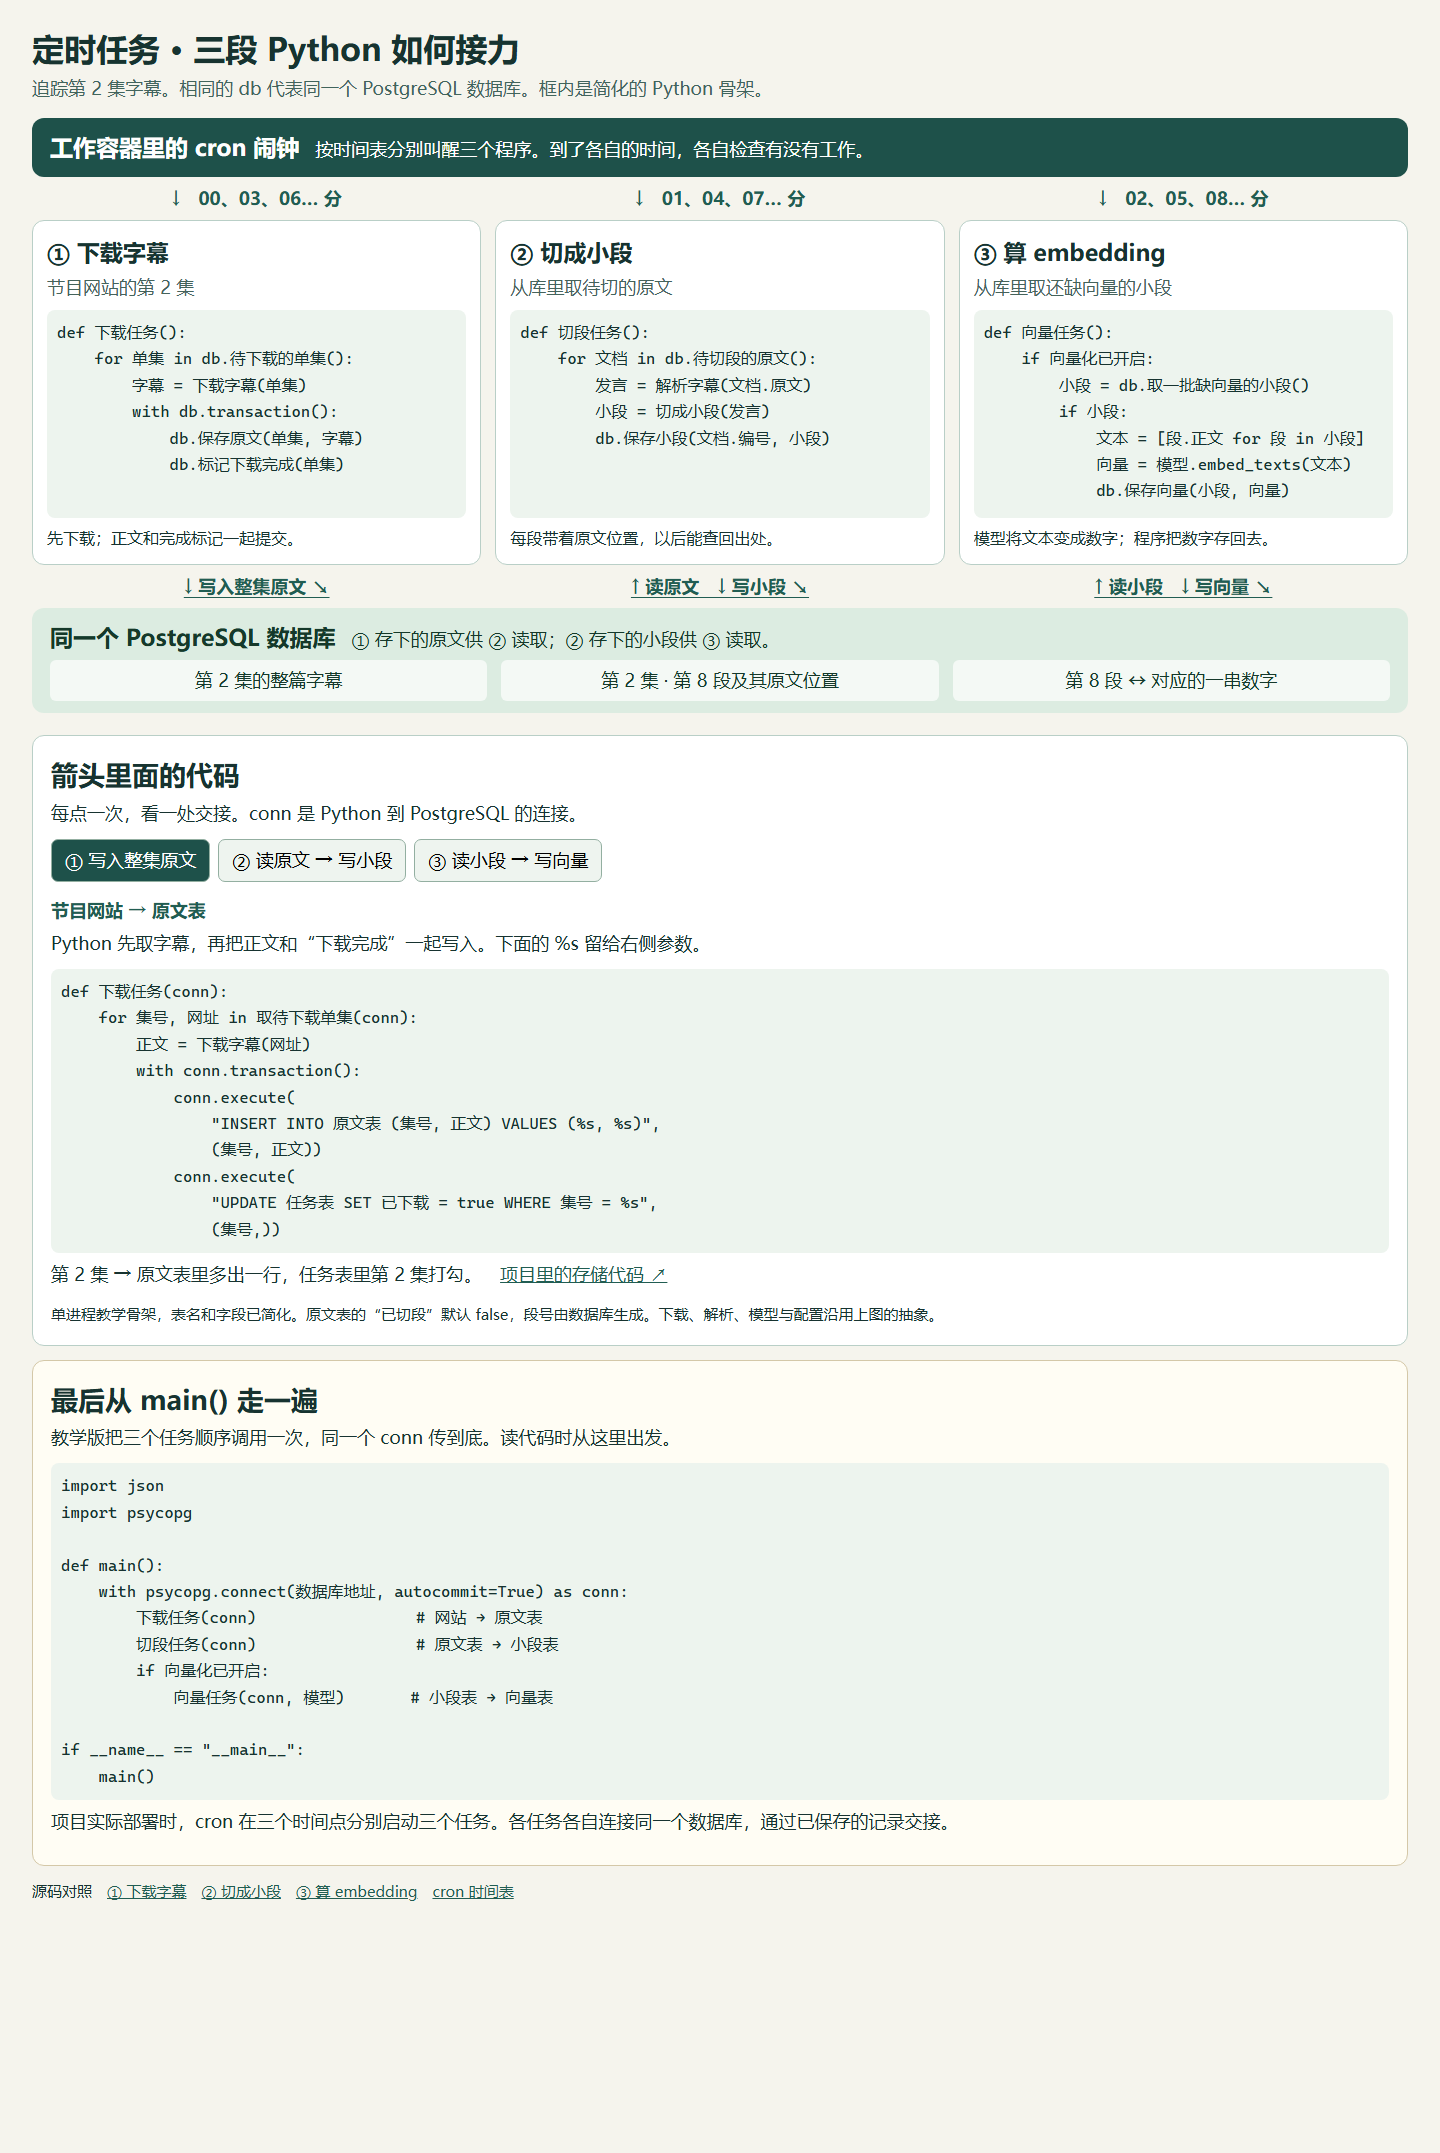 定时任务 • 三段 Python 如何接力
追踪第 2 集字幕。相同的 db 代表同一个 PostgreSQL 数据库。框内是简化的 Python 骨架。
工作容器里的 cron 闹钟 按时间表分别叫醒三个程序。到了各自的时间，各自检查有没有工作。
↓ 00、03、06… 分
↓ 01、04、07… 分
↓ 02、05、08… 分
① 下载字幕
节目网站的第 2 集
def 下载任务():
    for 单集 in db.待下载的单集():
        字幕 = 下载字幕(单集)
        with db.transaction():
            db.保存原文(单集, 字幕)
            db.标记下载完成(单集)
先下载；正文和完成标记一起提交。
② 切成小段
从库里取待切的原文
def 切段任务():
    for 文档 in db.待切段的原文():
        发言 = 解析字幕(文档.原文)
        小段 = 切成小段(发言)
        db.保存小段(文档.编号, 小段)
每段带着原文位置，以后能查回出处。
③ 算 embedding
从库里取还缺向量的小段
def 向量任务():
    if 向量化已开启:
        小段 = db.取一批缺向量的小段()
        if 小段:
            文本 = [段.正文 for 段 in 小段]
            向量 = 模型.embed_texts(文本)
            db.保存向量(小段, 向量)
模型将文本变成数字；程序把数字存回去。
↓ 写入整集原文 ↘
↑ 读原文 ↓ 写小段 ↘
↑ 读小段 ↓ 写向量 ↘
同一个 PostgreSQL 数据库 ① 存下的原文供 ② 读取；② 存下的小段供 ③ 读取。
第 2 集的整篇字幕
第 2 集 · 第 8 段及其原文位置
第 8 段 ↔ 对应的一串数字
箭头里面的代码
每点一次，看一处交接。conn 是 Python 到 PostgreSQL 的连接。
① 写入整集原文
② 读原文 → 写小段
③ 读小段 → 写向量
节目网站 → 原文表
Python 先取字幕，再把正文和“下载完成”一起写入。下面的 %s 留给右侧参数。
def 下载任务(conn):
    for 集号, 网址 in 取待下载单集(conn):
        正文 = 下载字幕(网址)
        with conn.transaction():
            conn.execute(
                "INSERT INTO 原文表 (集号, 正文) VALUES (%s, %s)",
                (集号, 正文))
            conn.execute(
                "UPDATE 任务表 SET 已下载 = true WHERE 集号 = %s",
                (集号,))
第 2 集 → 原文表里多出一行，任务表里第 2 集打勾。 项目里的存储代码 ↗
单进程教学骨架，表名和字段已简化。原文表的“已切段”默认 false，段号由数据库生成。下载、解析、模型与配置沿用上图的抽象。
最后从 main() 走一遍
教学版把三个任务顺序调用一次，同一个 conn 传到底。读代码时从这里出发。
import json
import psycopg
def main():
    with psycopg.connect(数据库地址, autocommit=True) as conn:
        下载任务(conn)                 # 网站 → 原文表
        切段任务(conn)                 # 原文表 → 小段表
        if 向量化已开启:
            向量任务(conn, 模型)       # 小段表 → 向量表
if __name__ == "__main__":
    main()
项目实际部署时，cron 在三个时间点分别启动三个任务。各任务各自连接同一个数据库，通过已保存的记录交接。
源码对照 ① 下载字幕 ② 切成小段 ③ 算 embedding cron 时间表